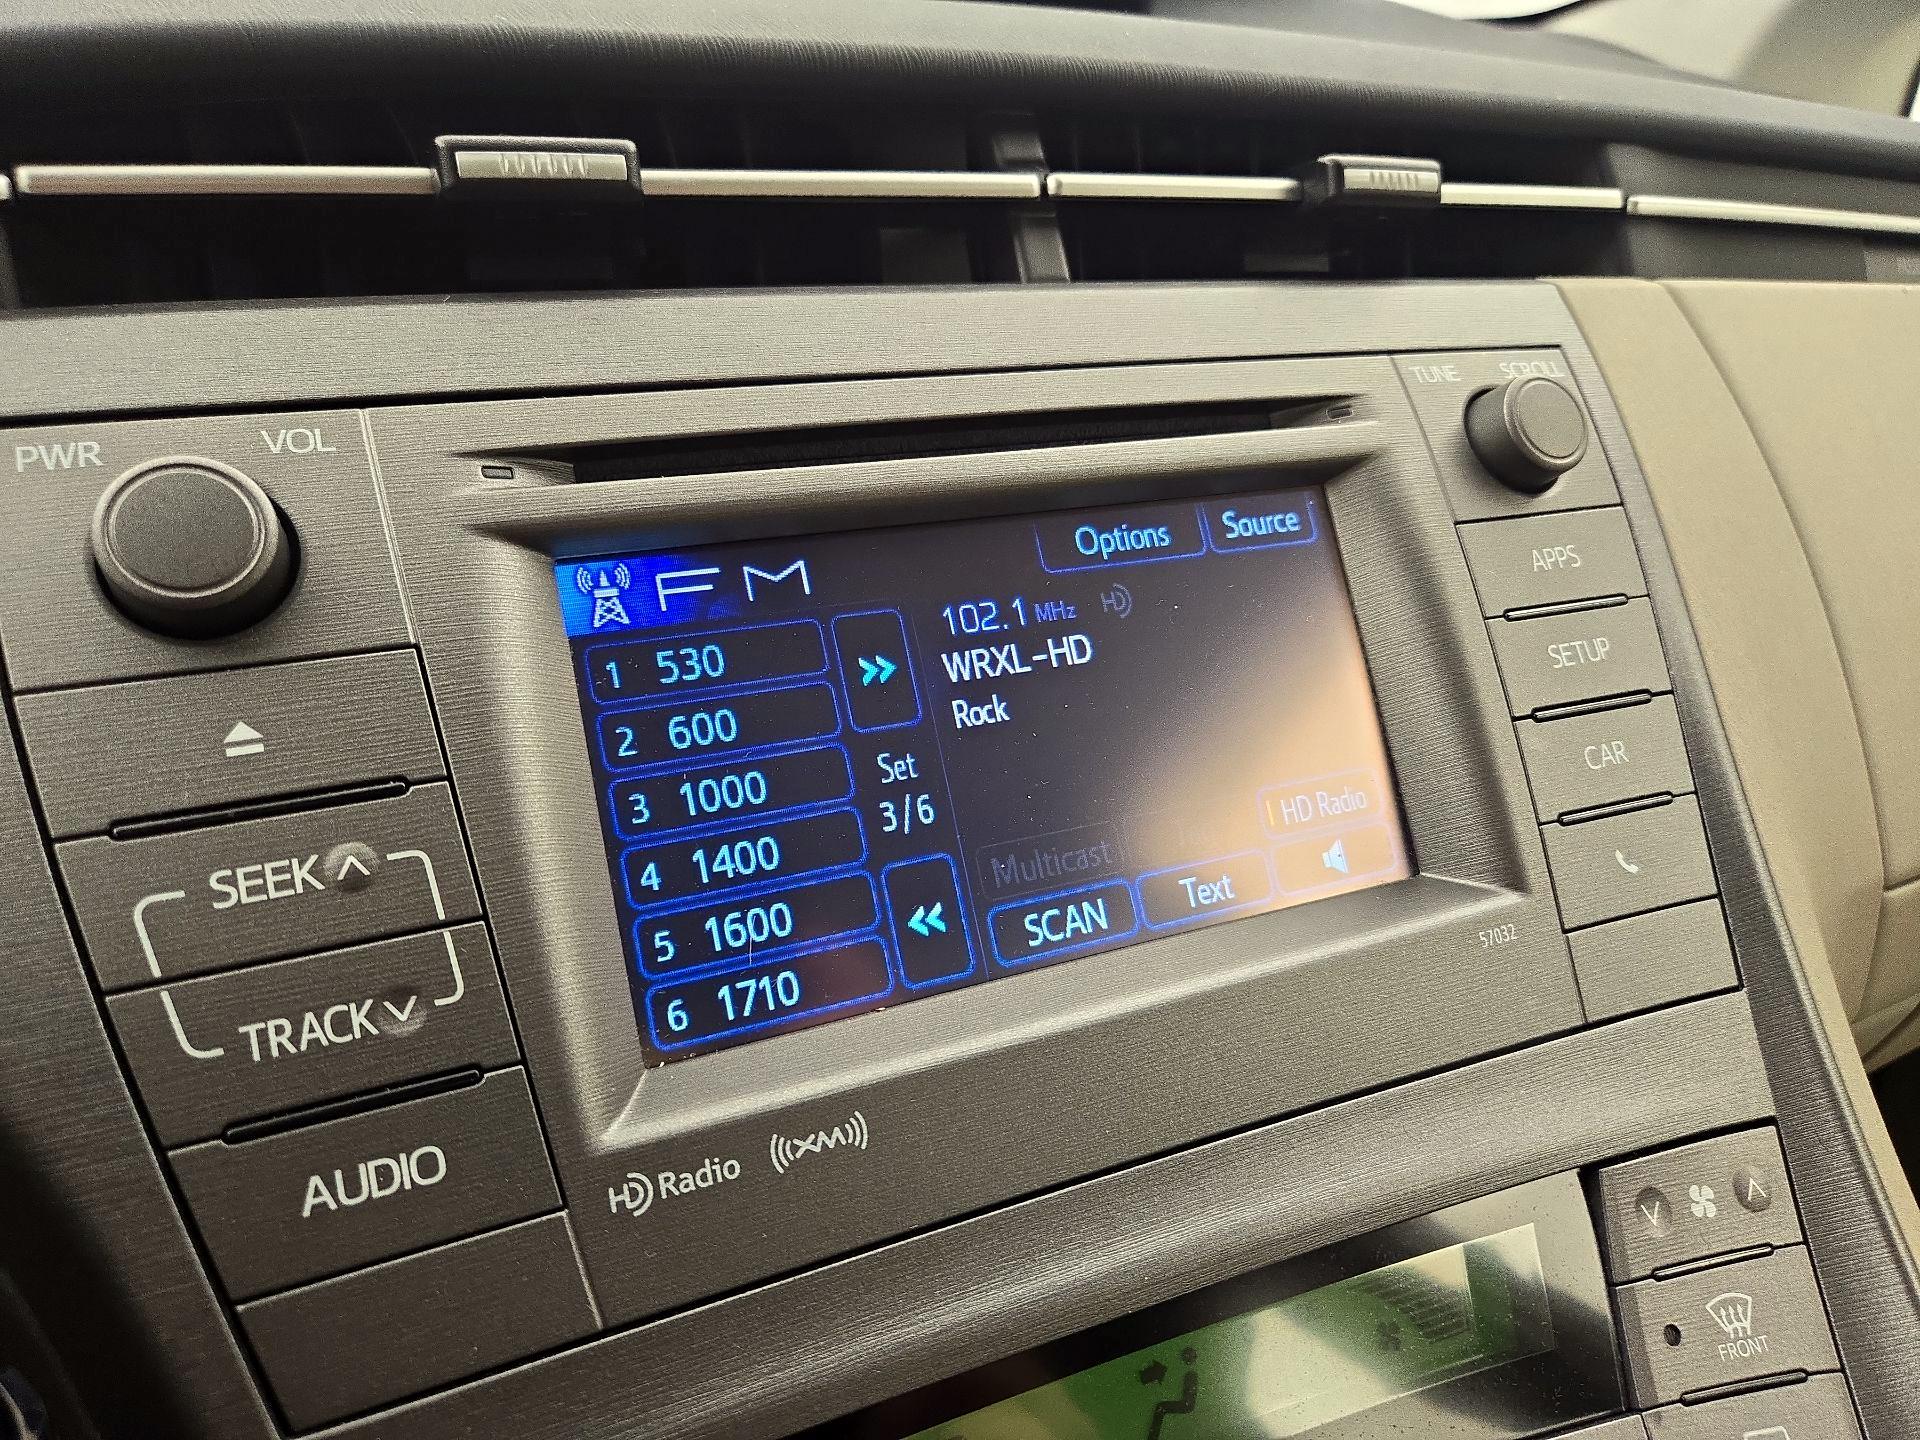 TUNE SCROLL
PWR VOL
Options Source
FM
102.1 MHz HD
WRXL-HD
Rock
1 530
2 600
3 1000
4 1400
5 1600
6 1710
Set
3/6
HD Radio
Multicast
SCAN Text
APPS
SETUP
CAR
57032
SEEK
TRACK
AUDIO
HD Radio XM
FRONT